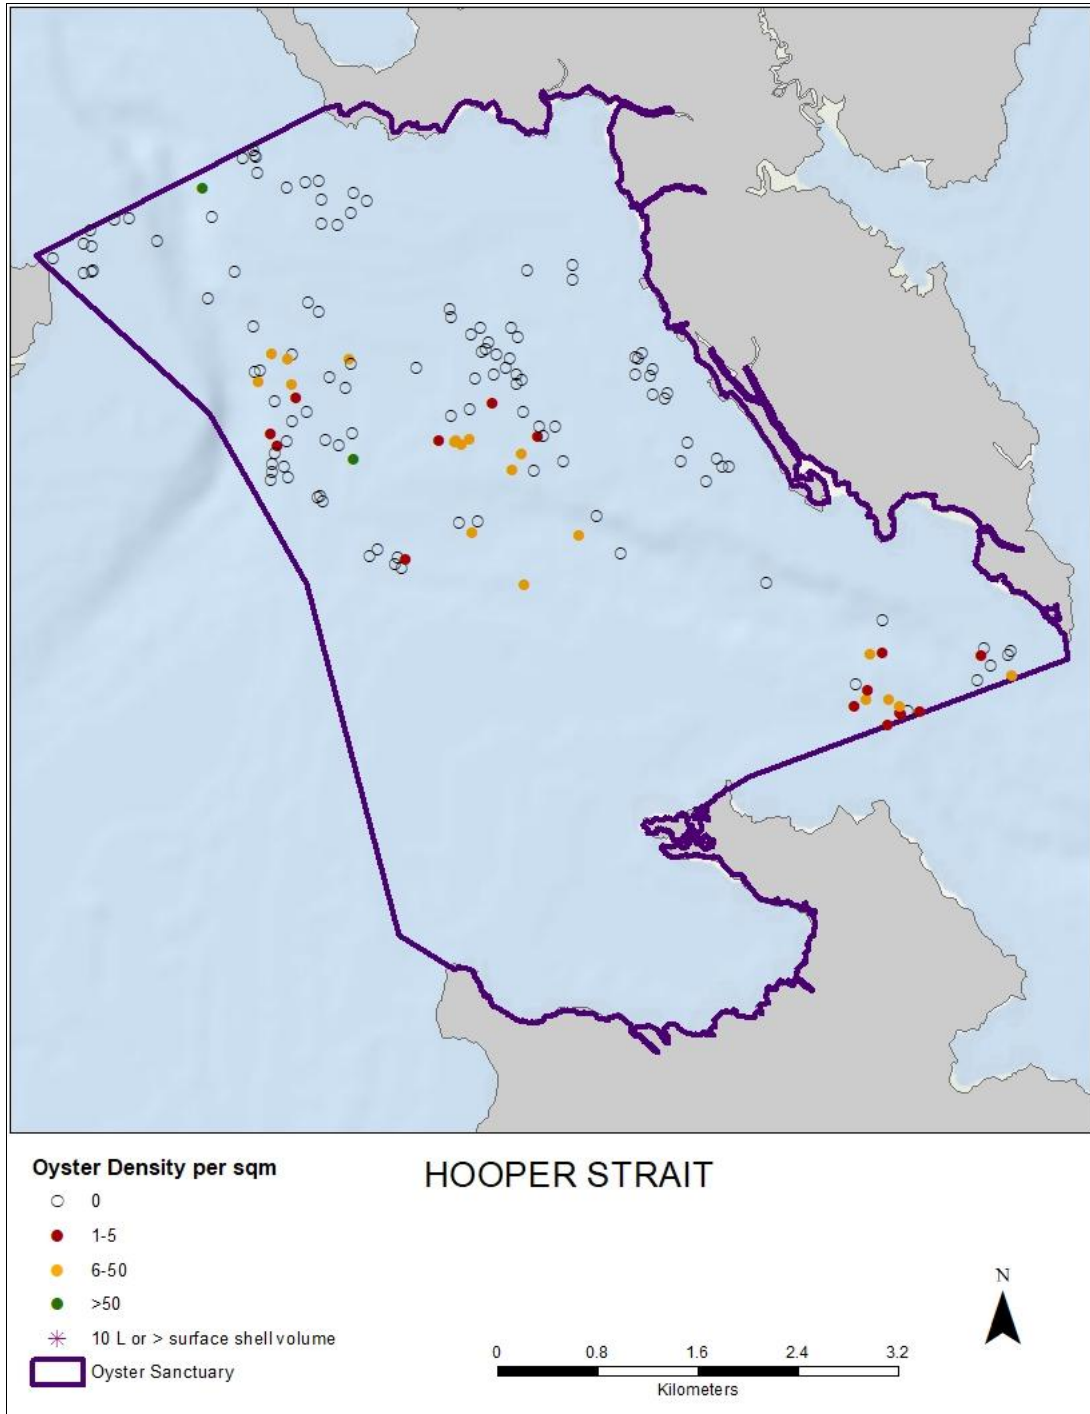 Oyster Density per sqm
HOOPER STRAIT
0
1-5
6-50
>50
10 L or > surface shell volume
Oyster Sanctuary
N
0 0.8 1.6 2.4 3.2
Kilometers